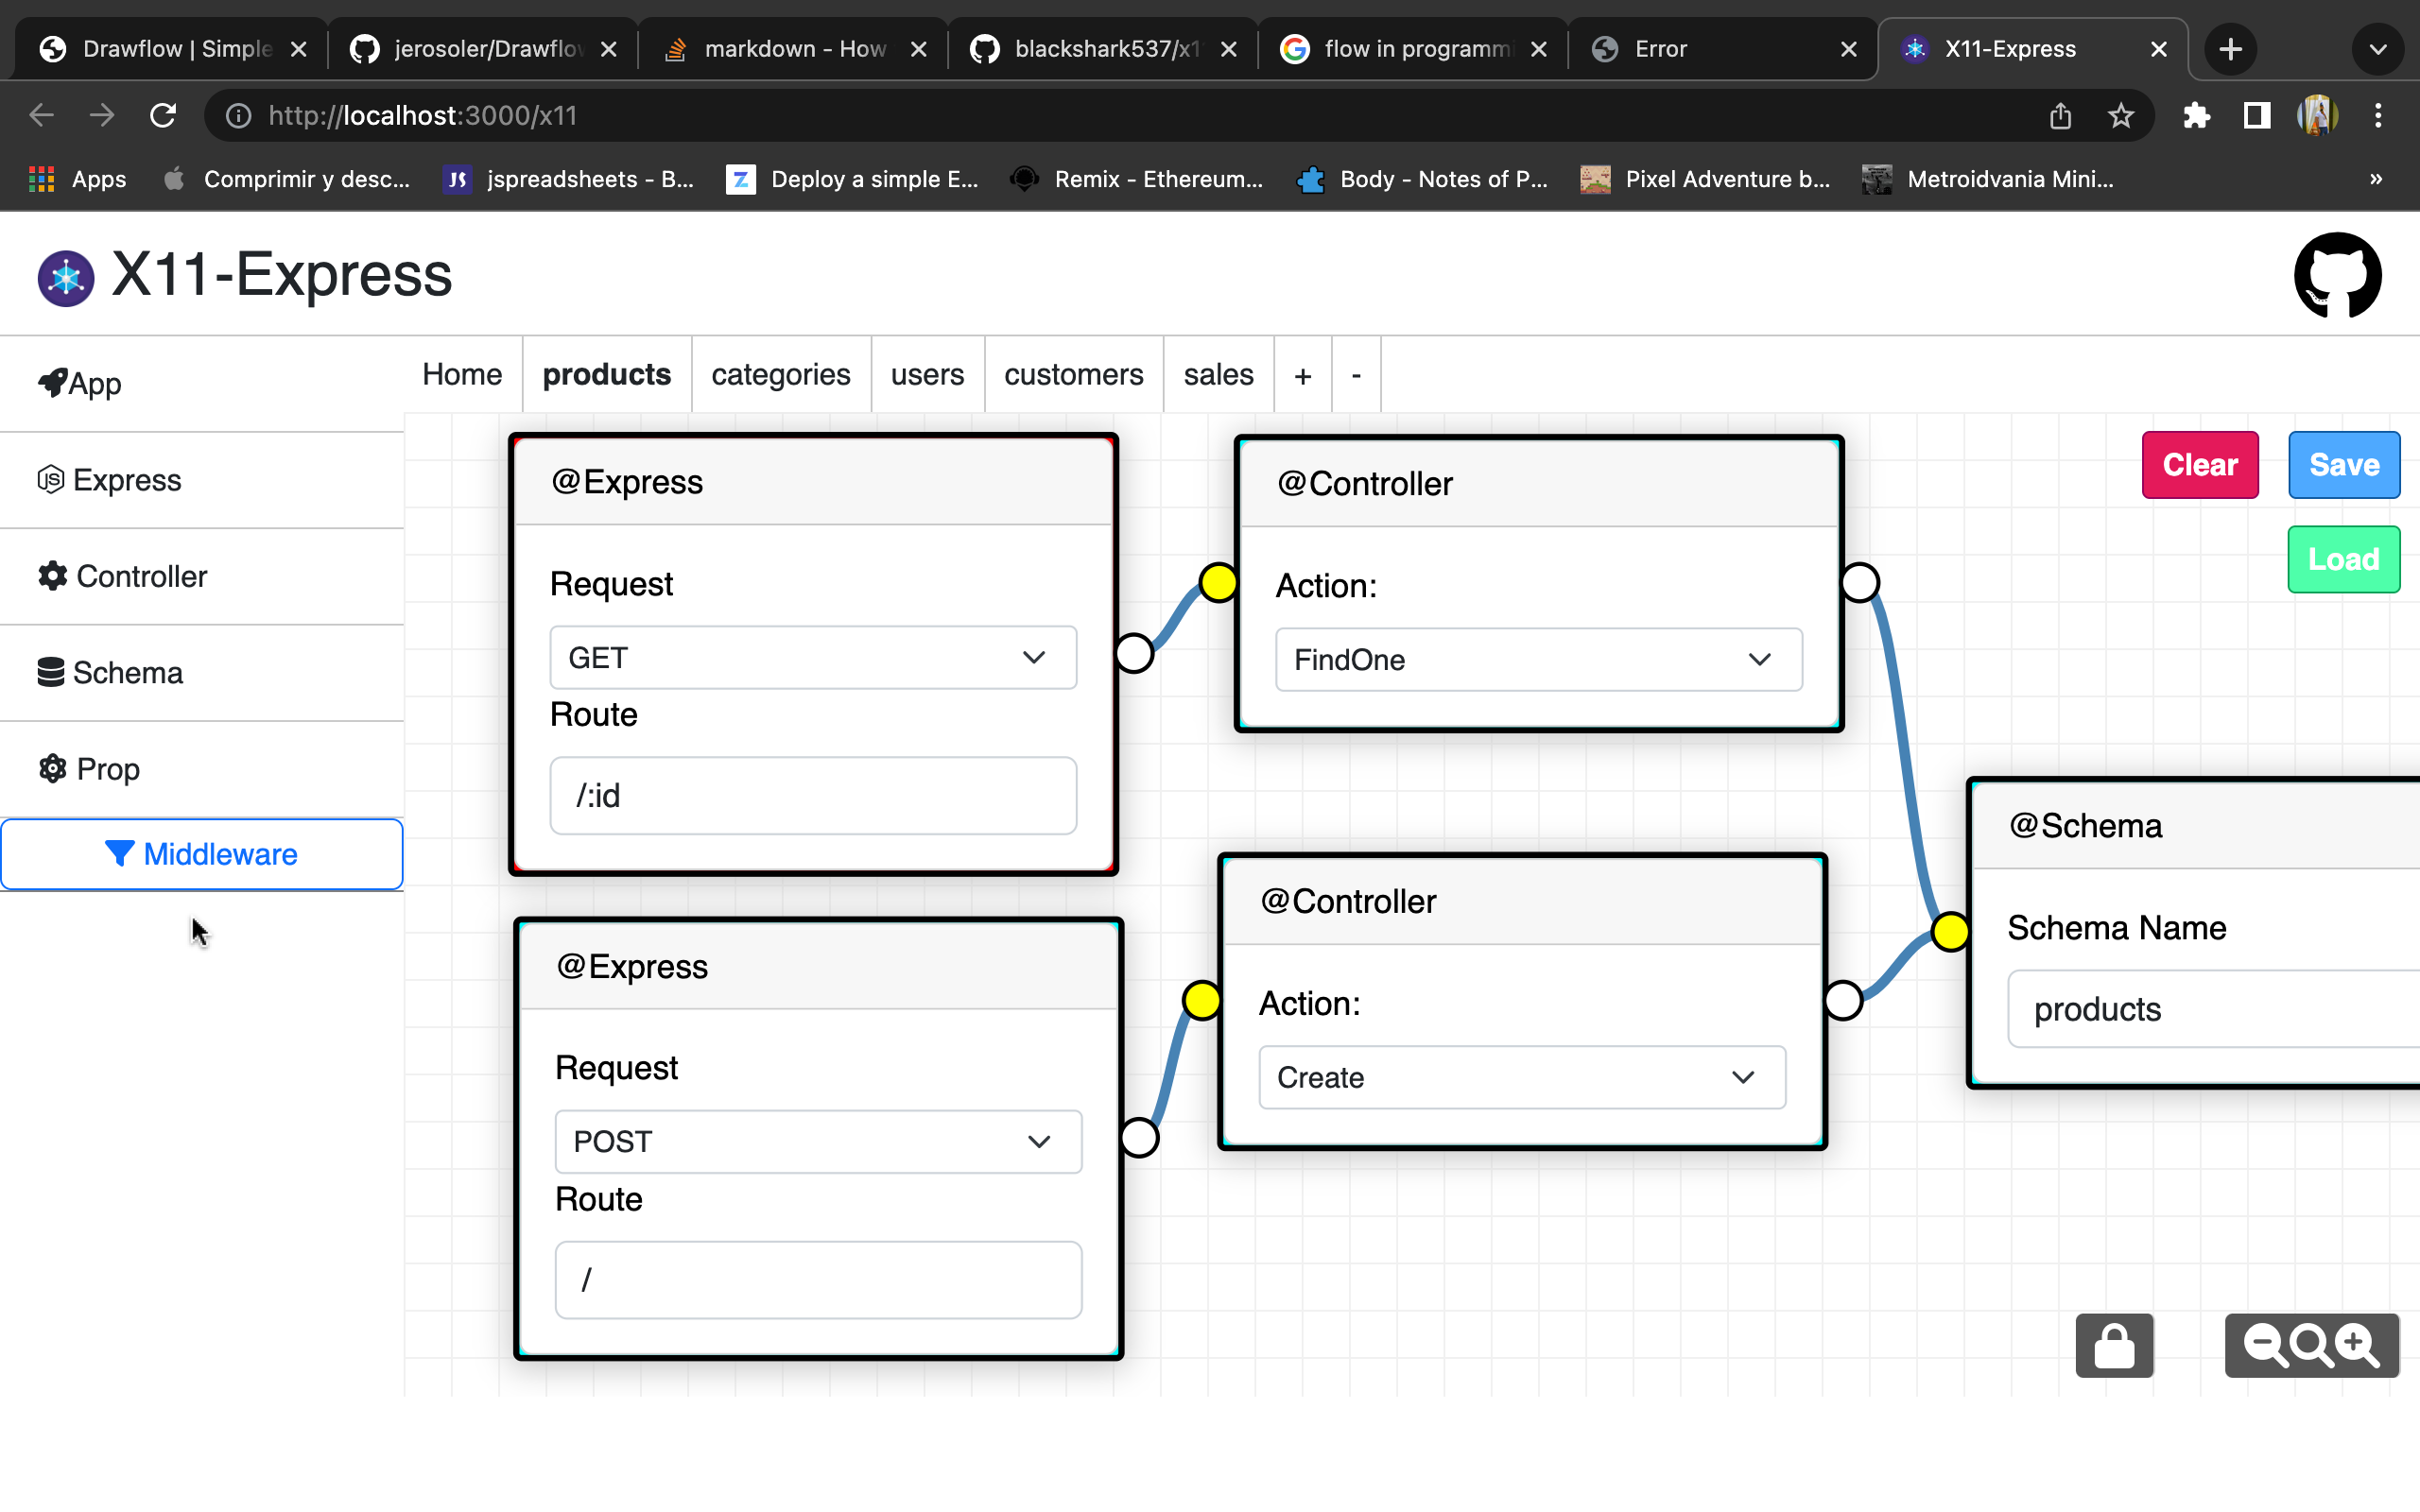 Drawflow | Simple
jerosoler/Drawflow
markdown - How
blackshark537/x1
flow in programmi
Error
X11-Express
http://localhost:3000/x11
Apps
Comprimir y desc...
JS jspreadsheets - B...
Z Deploy a simple E...
Remix - Ethereum...
Body - Notes of P...
Pixel Adventure b...
Metroidvania Mini...
»
X11-Express
App
Express
Controller
Schema
Prop
Middleware
Home
products
categories
users
customers
sales
+
-
Clear
Save
Load
@Express
Request
GET
Route
/:id
@Controller
Action:
FindOne
@Express
Request
POST
Route
/
@Controller
Action:
Create
@Schema
Schema Name
products